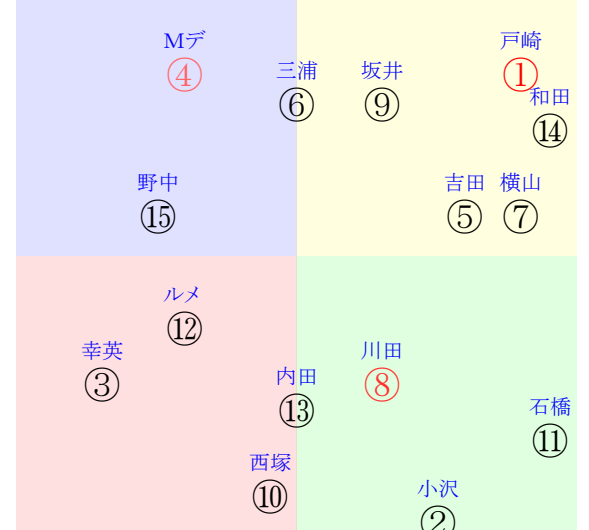 Mデ
④
三浦
⑥
坂井
⑨
戸崎
①
和田
⑭
野中
⑮
吉田
⑤
横山
⑦
ルメ
⑫
幸英
③
内田
⑬
川田
⑧
石橋
⑪
西塚
⑩
小沢
②